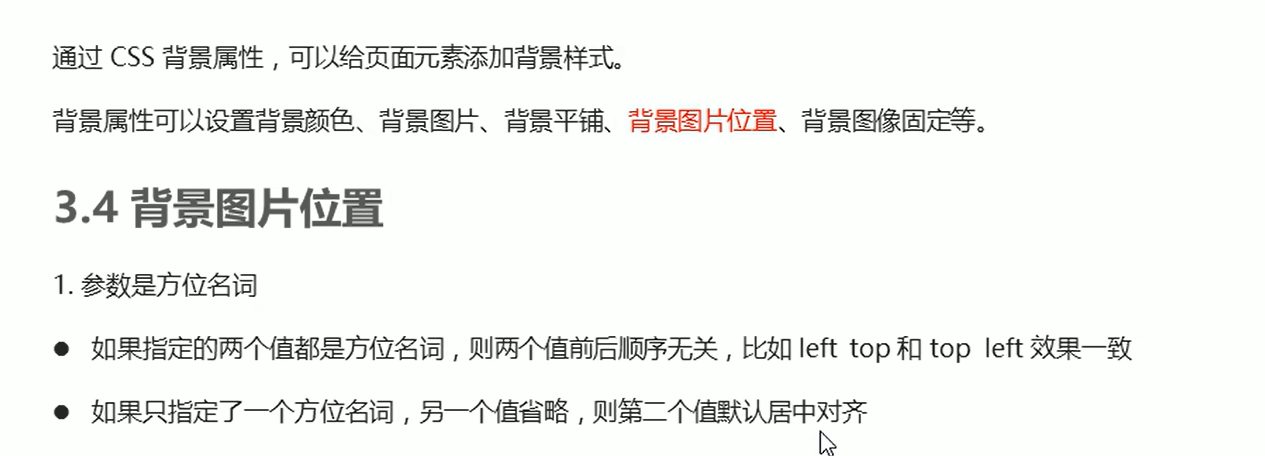 通过 CSS 背景属性，可以给页面元素添加背景样式。
背景属性可以设置背景颜色、背景图片、背景平铺、背景图片位置、背景图像固定等。
3.4 背景图片位置
1. 参数是方位名词
● 如果指定的两个值都是方位名词，则两个值前后顺序无关，比如 left top 和 top left 效果一致
● 如果只指定了一个方位名词，另一个值省略，则第二个值默认居中对齐